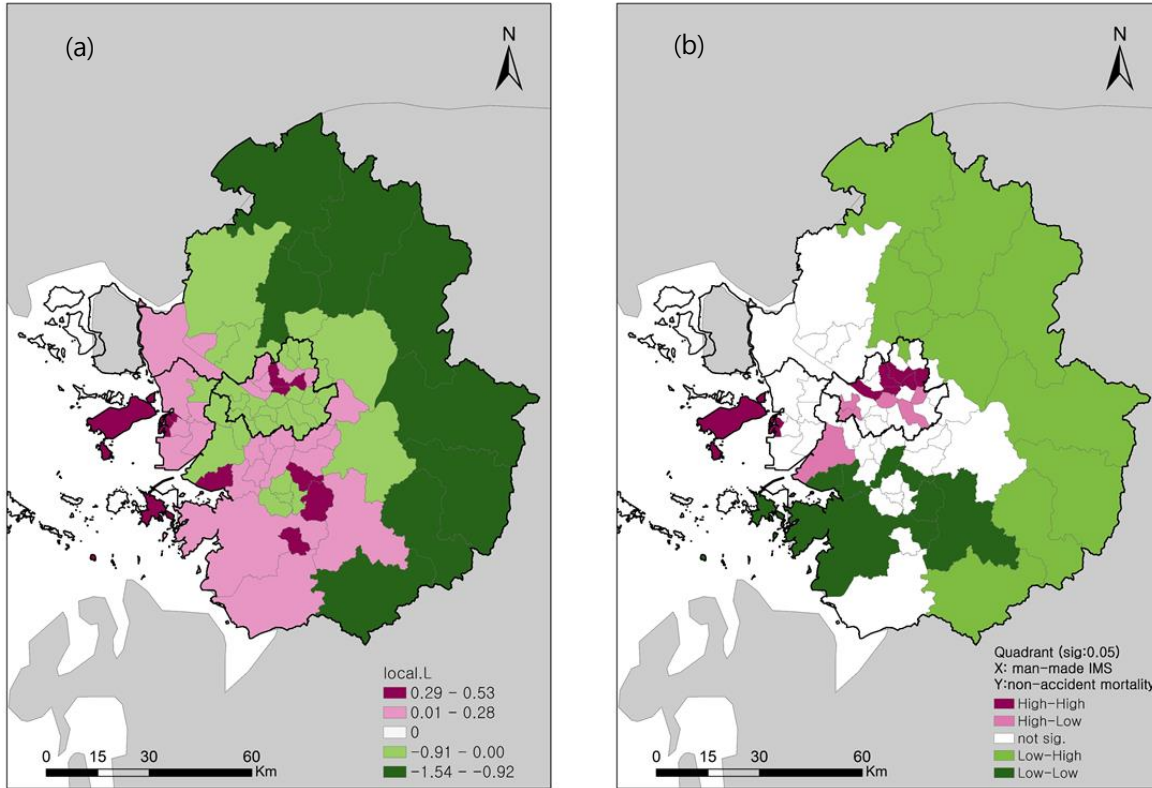 (a)
N
local.L
0.29 - 0.53
0.01 - 0.28
0
-0.91 - 0.00
-1.54 - -0.92
0 15 30 60
Km
(b)
N
Quadrant (sig:0.05)
X: man-made IMS
Y:non-accident mortality
High-High
High-Low
not sig.
Low-High
Low-Low
0 15 30 60
Km